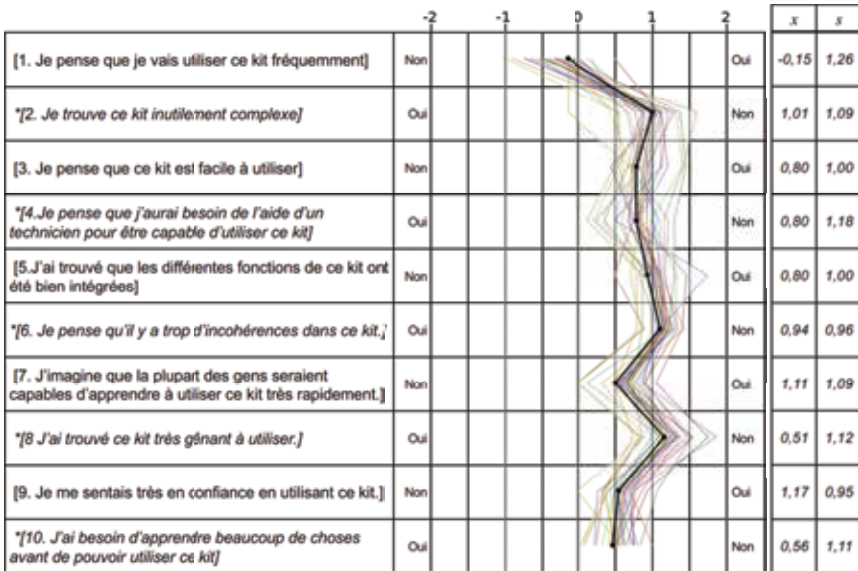 -2 -1 0 1 2 x s
[1. Je pense que je vais utiliser ce kit fréquemment] Non Oui -0,15 1,26
*[2. Je trouve ce kit inutilement complexe] Oui Non 1,01 1,09
[3. Je pense que ce kit est facile à utiliser] Non Oui 0,80 1,00
*[4.Je pense que j'aurai besoin de l'aide d'un
technicien pour être capable d'utiliser ce kit] Oui Non 0,80 1,18
[5.J'ai trouvé que les différentes fonctions de ce kit ont
été bien intégrées] Non Oui 0,80 1,00
*[6. Je pense qu'il y a trop d'incohérences dans ce kit.] Oui Non 0,94 0,96
[7. J'imagine que la plupart des gens seraient
capables d'apprendre à utiliser ce kit très rapidement.] Non Oui 1,11 1,09
*[8 J'ai trouvé ce kit très gênant à utiliser.] Oui Non 0,51 1,12
[9. Je me sentais très en confiance en utilisant ce kit.] Non Oui 1,17 0,95
*[10. J'ai besoin d'apprendre beaucoup de choses
avant de pouvoir utiliser ce kit] Oui Non 0,56 1,11